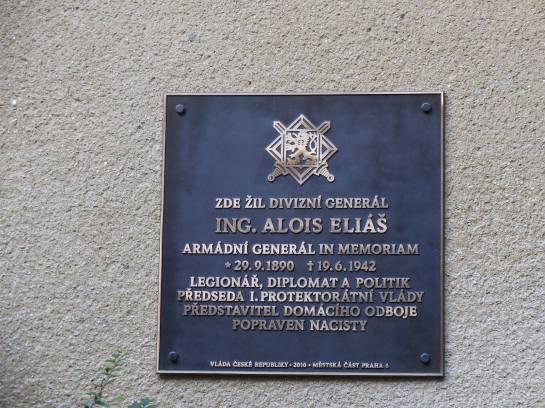 ZDE ŽIL DIVIZNÍ GENERÁL
ING. ALOIS ELIÁŠ
ARMÁDNÍ GENERÁL IN MEMORIAM
* 29. 9. 1890 † 19. 6. 1942
LEGIONÁŘ, DIPLOMAT A POLITIK
PŘEDSEDA I. PROTEKTORÁTNÍ VLÁDY
PŘEDSTAVITEL DOMÁCÍHO ODBOJE
POPRAVEN NACISTY
VLÁDA ČESKÉ REPUBLIKY • 2010 • MĚSTSKÁ ČÁST PRAHA 6